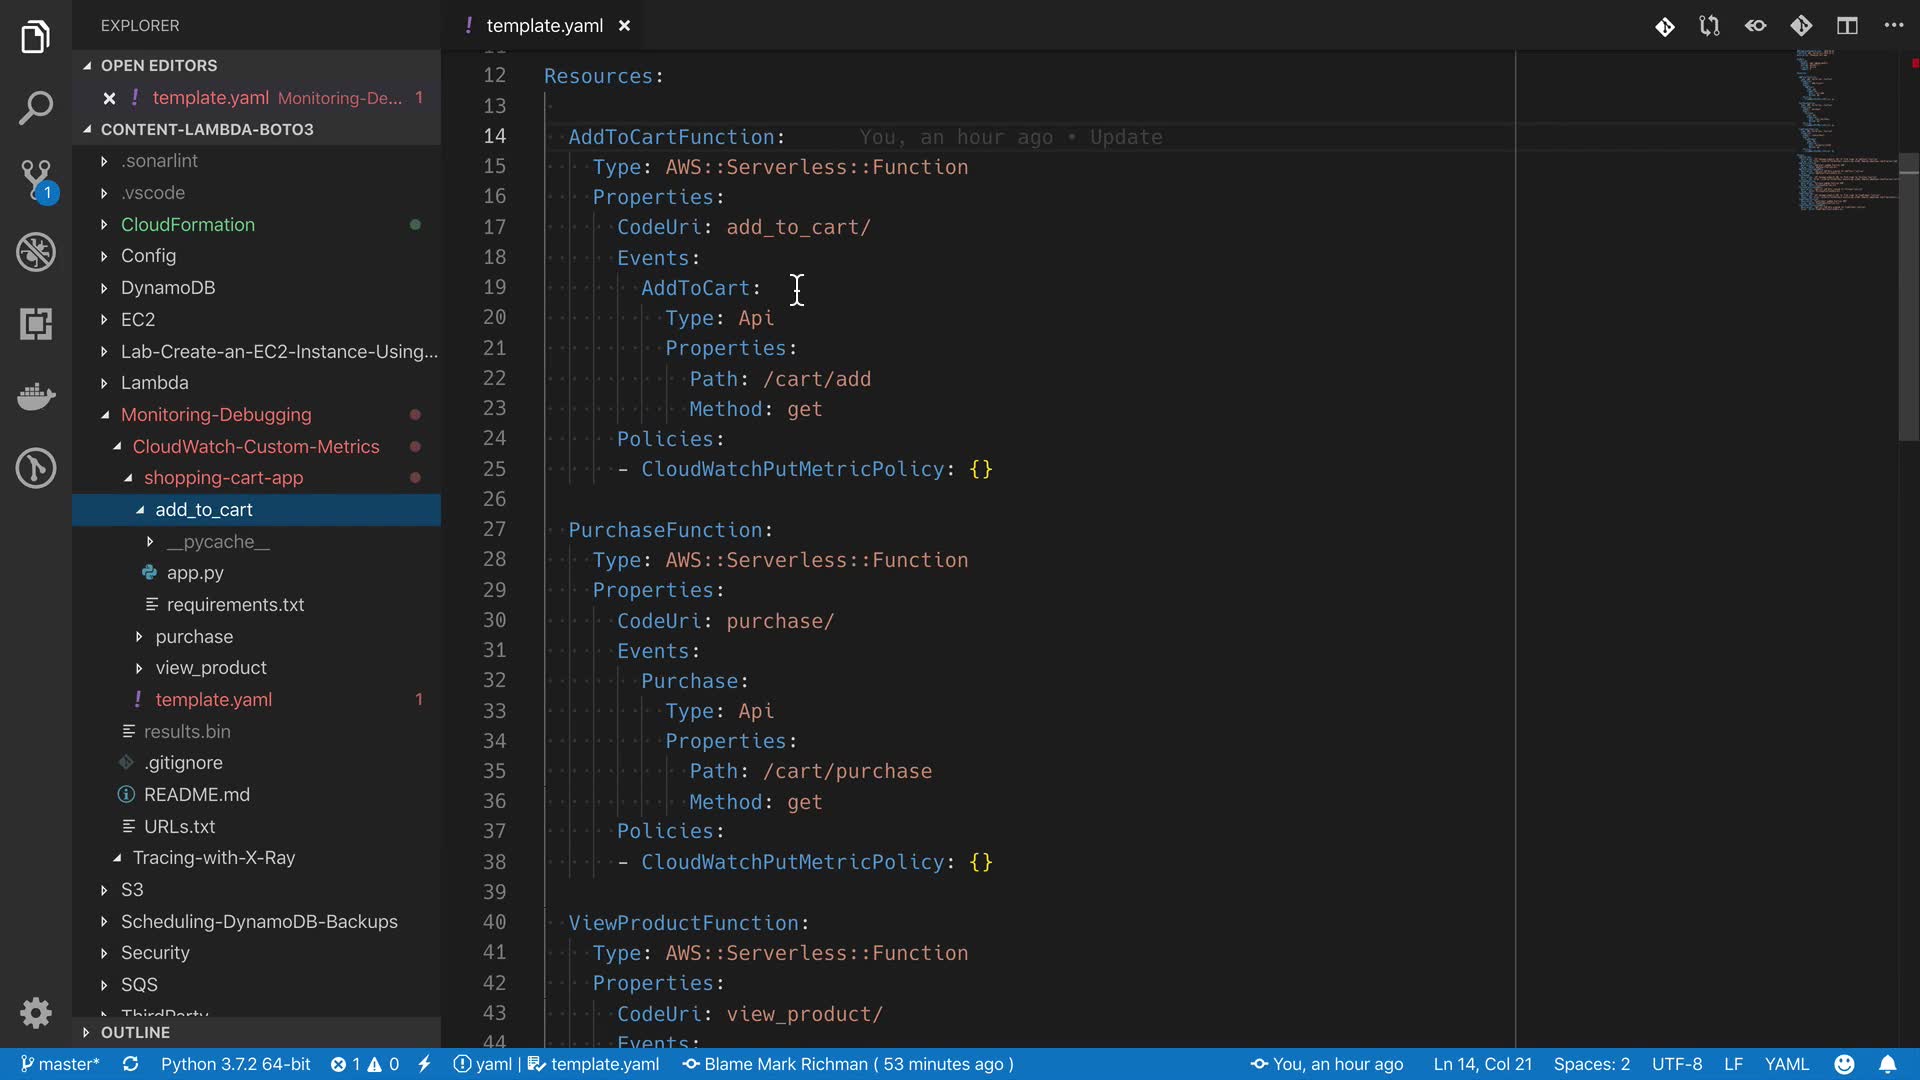 EXPLORER
OPEN EDITORS
template.yaml Monitoring-De... 1
CONTENT-LAMBDA-BOTO3
.sonarlint
.vscode
CloudFormation
Config
DynamoDB
EC2
Lab-Create-an-EC2-Instance-Using...
Lambda
Monitoring-Debugging
CloudWatch-Custom-Metrics
shopping-cart-app
add_to_cart
__pycache__
app.py
requirements.txt
purchase
view_product
! template.yaml 1
results.bin
.gitignore
README.md
URLs.txt
Tracing-with-X-Ray
S3
Scheduling-DynamoDB-Backups
Security
SQS
ThirdParty
OUTLINE
1
! template.yaml
11
12 Resources:
13
14 AddToCartFunction: You, an hour ago • Update
15 Type: AWS::Serverless::Function
16 Properties:
17 CodeUri: add_to_cart/
18 Events:
19 AddToCart:
20 Type: Api
21 Properties:
22 Path: /cart/add
23 Method: get
24 Policies:
25 - CloudWatchPutMetricPolicy: {}
26
27 PurchaseFunction:
28 Type: AWS::Serverless::Function
29 Properties:
30 CodeUri: purchase/
31 Events:
32 Purchase:
33 Type: Api
34 Properties:
35 Path: /cart/purchase
36 Method: get
37 Policies:
38 - CloudWatchPutMetricPolicy: {}
39
40 ViewProductFunction:
41 Type: AWS::Serverless::Function
42 Properties:
43 CodeUri: view_product/
44 Events:
master* Python 3.7.2 64-bit 1 0 yaml | template.yaml Blame Mark Richman ( 53 minutes ago ) You, an hour ago Ln 14, Col 21 Spaces: 2 UTF-8 LF YAML